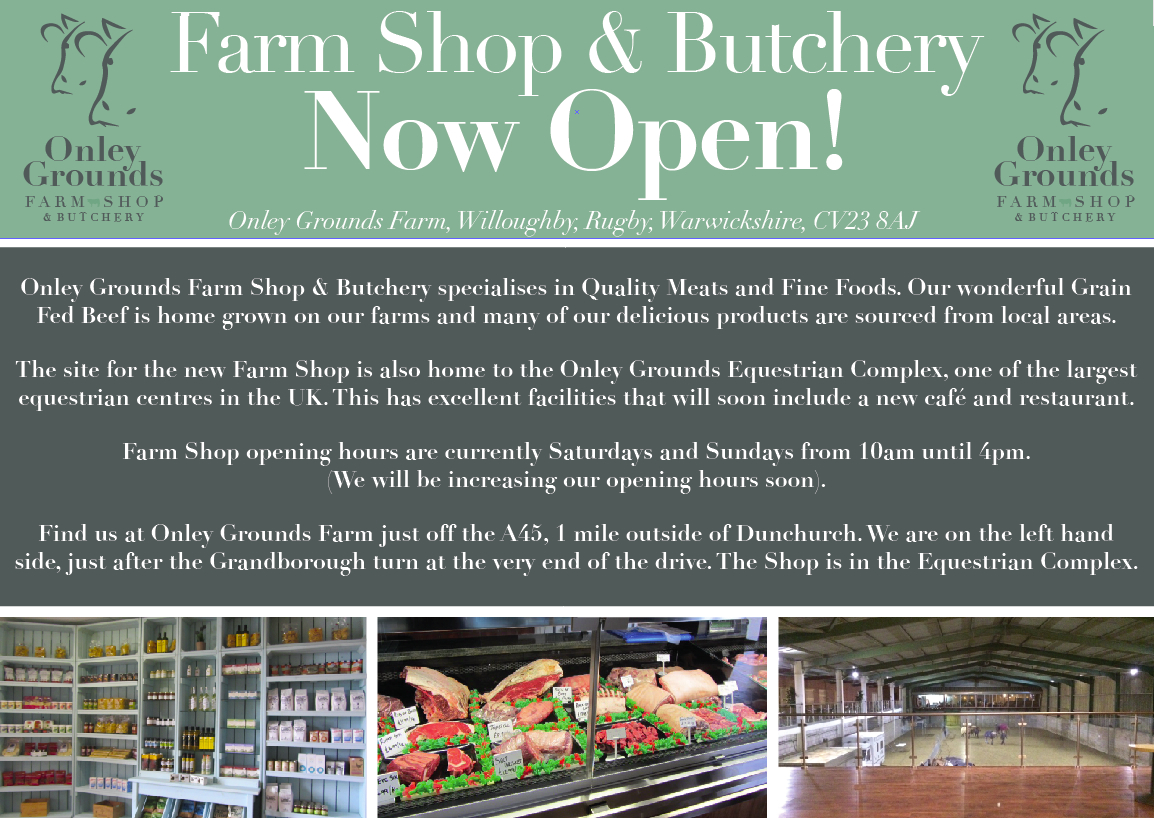 Farm Shop & Butchery
Now Open!
Onley
Grounds
FARM SHOP
& BUTCHERY
Onley
Grounds
FARM SHOP
& BUTCHERY
Onley Grounds Farm, Willoughby, Rugby, Warwickshire, CV23 8AJ
Onley Grounds Farm Shop & Butchery specialises in Quality Meats and Fine Foods. Our wonderful Grain
Fed Beef is home grown on our farms and many of our delicious products are sourced from local areas.
The site for the new Farm Shop is also home to the Onley Grounds Equestrian Complex, one of the largest
equestrian centres in the UK. This has excellent facilities that will soon include a new café and restaurant.
Farm Shop opening hours are currently Saturdays and Sundays from 10am until 4pm.
(We will be increasing our opening hours soon).
Find us at Onley Grounds Farm just off the A45, 1 mile outside of Dunchurch. We are on the left hand
side, just after the Grandborough turn at the very end of the drive. The Shop is in the Equestrian Complex.